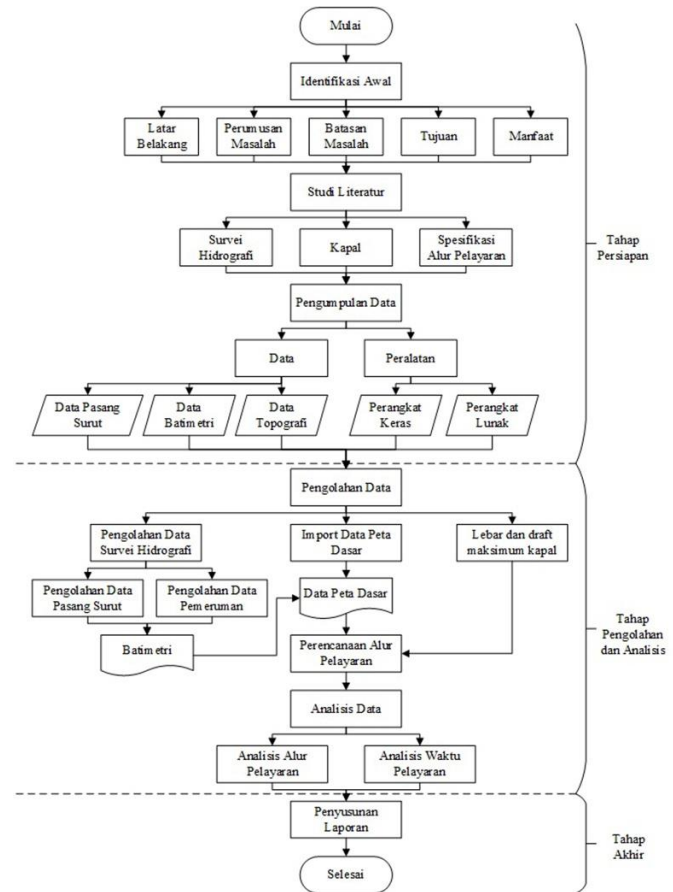 Mulai
Identifikasi Awal
Latar
Belakang
Perumusan
Masalah
Batasan
Masalah
Tujuan
Manfaat
Studi Literatur
Survei
Hidrografi
Kapal
Spesifikasi
Alur Pelayaran
Tahap
Persiapan
Pengumpulan Data
Data
Peralatan
Data Pasang
Surut
Data
Batimetri
Data
Topografi
Perangkat
Keras
Perangkat
Lunak
Pengolahan Data
Pengolahan Data
Survei Hidrografi
Import Data Peta
Dasar
Lebar dan draft
maksimum kapal
Pengolahan Data
Pasang Surut
Pengolahan Data
Pemeruman
Data Peta Dasar
Batimetri
Perencanaan Alur
Pelayaran
Tahap
Pengolahan
dan Analisis
Analisis Data
Analisis Alur
Pelayaran
Analisis Waktu
Pelayaran
Penyusunan
Laporan
Tahap
Akhir
Selesai